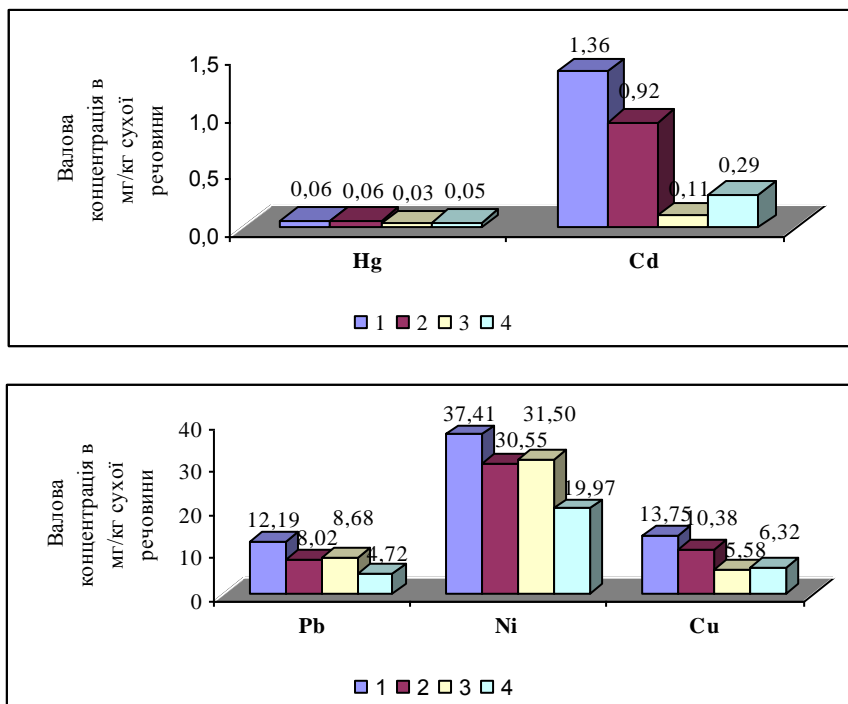 Валова
концентрація в
мг/кг сухої
речовини
1,5
1,0
0,5
0,0
0,06 0,06 0,03 0,05
1,36 0,92 0,11 0,29
Hg Cd
1 2 3 4
Валова
концентрація в
мг/кг сухої
речовини
40
30
20
10
0
12,19 8,02 8,68 4,72
37,41 30,55 31,50 19,97
13,75 10,38 5,58 6,32
Pb Ni Cu
1 2 3 4